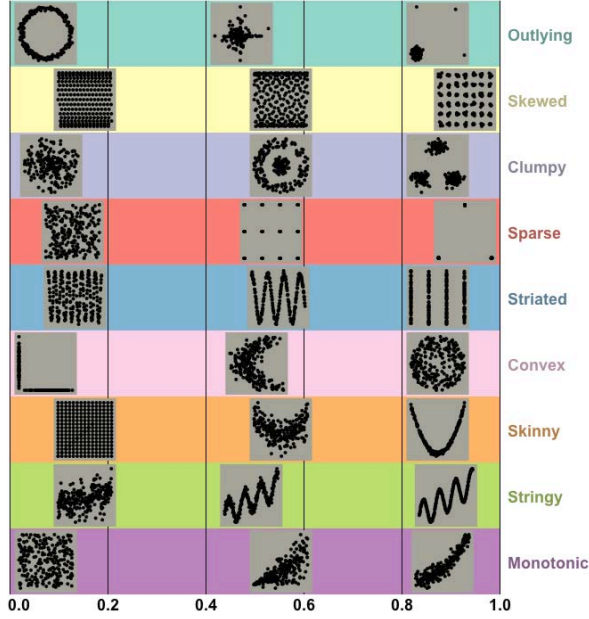 Outlying
Skewed
Clumpy
Sparse
Striated
Convex
Skinny
Stringy
Monotonic
0.0 0.2 0.4 0.6 0.8 1.0